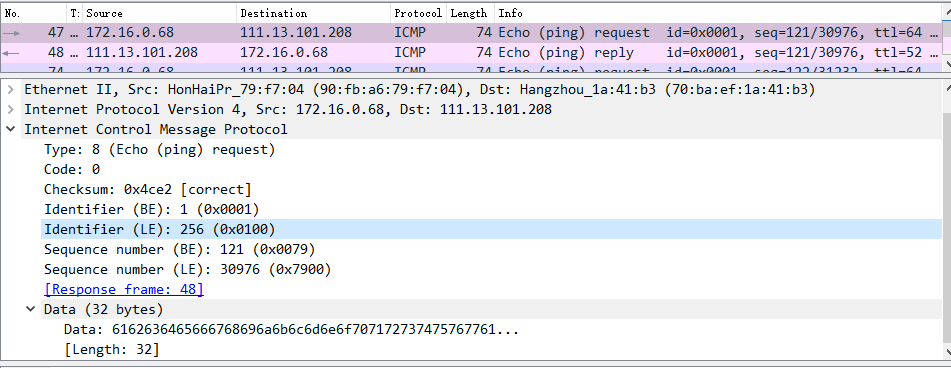 No. T: Source Destination Protocol Length Info
47 … 172.16.0.68 111.13.101.208 ICMP 74 Echo (ping) request id=0x0001, seq=121/30976, ttl=64 …
48 … 111.13.101.208 172.16.0.68 ICMP 74 Echo (ping) reply id=0x0001, seq=121/30976, ttl=52 …
74 … 172.16.0.68 111.13.101.208 ICMP 74 Echo (ping) request id=0x0001, seq=122/31232, ttl=64 …
Ethernet II, Src: HonHaiPr_79:f7:04 (90:fb:a6:79:f7:04), Dst: Hangzhou_1a:41:b3 (70:ba:ef:1a:41:b3)
Internet Protocol Version 4, Src: 172.16.0.68, Dst: 111.13.101.208
Internet Control Message Protocol
Type: 8 (Echo (ping) request)
Code: 0
Checksum: 0x4ce2 [correct]
Identifier (BE): 1 (0x0001)
Identifier (LE): 256 (0x0100)
Sequence number (BE): 121 (0x0079)
Sequence number (LE): 30976 (0x7900)
[Response frame: 48]
Data (32 bytes)
Data: 6162636465666768696a6b6c6d6e6f707172737475767761...
[Length: 32]